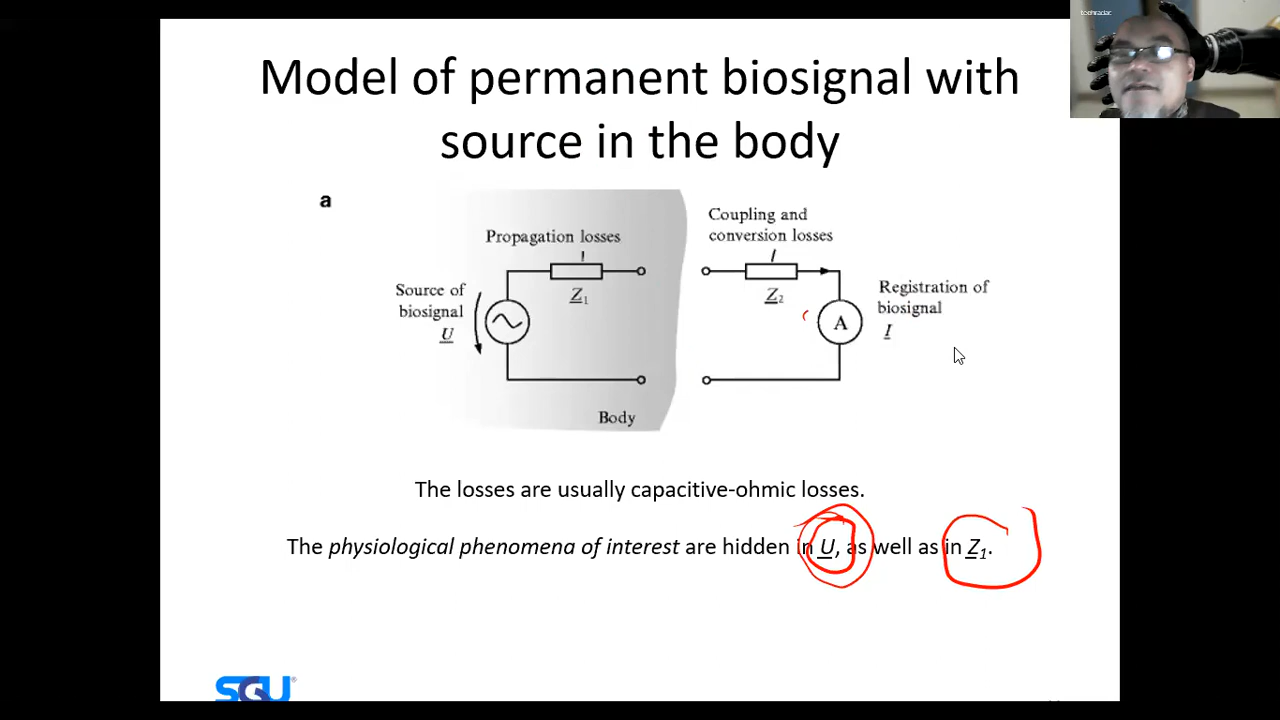 techradar
Model of permanent biosignal with
source in the body
a
Propagation losses
Z1
Source of
biosignal
U
Body
Coupling and
conversion losses
Z2
A
Registration of
biosignal
I
The losses are usually capacitive-ohmic losses.
The physiological phenomena of interest are hidden in U, as well as in Z1.
SGU®